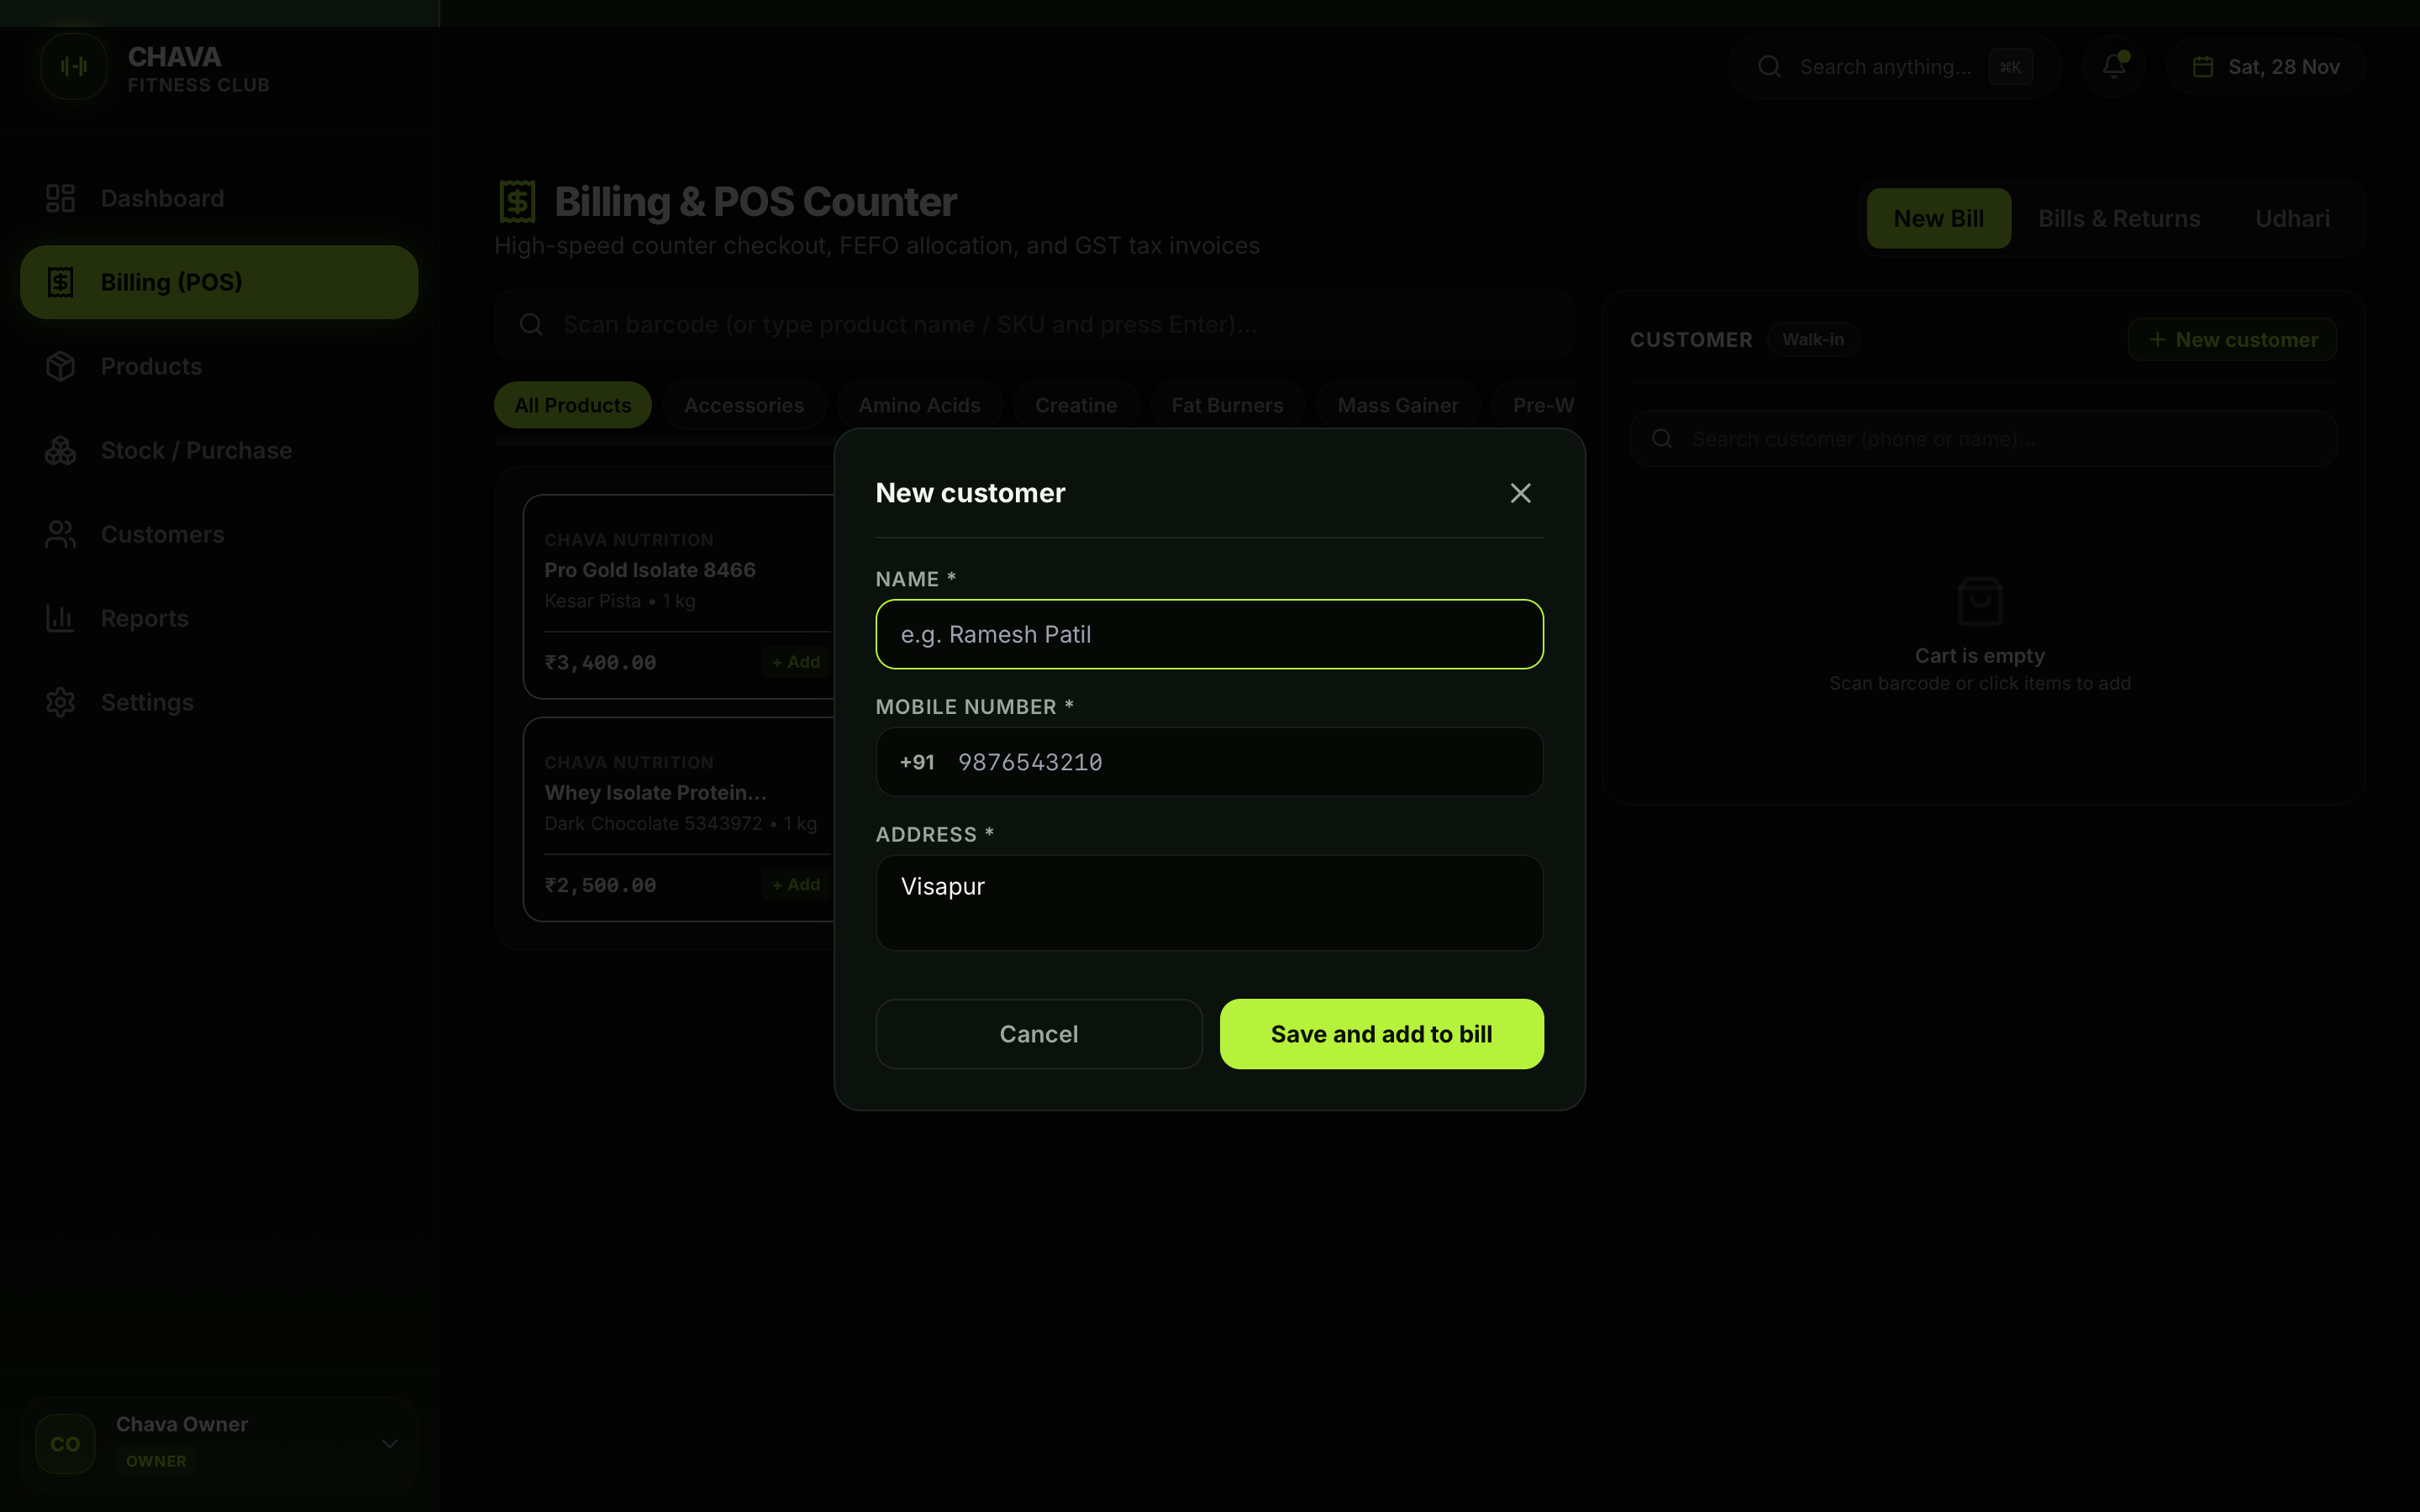 CHAVA
FITNESS CLUB
Search anything...
⌘K
Sat, 28 Nov
Dashboard
Billing (POS)
Products
Stock / Purchase
Customers
Reports
Settings
Billing & POS Counter
High-speed counter checkout, FEFO allocation, and GST tax invoices
New Bill
Bills & Returns
Udhari
Scan barcode (or type product name / SKU and press Enter)...
All Products
Accessories
Amino Acids
Creatine
Fat Burners
Mass Gainer
Pre-W
CHAVA NUTRITION
Pro Gold Isolate 8466
Kesar Pista • 1 kg
₹3,400.00
+ Add
CHAVA NUTRITION
Whey Isolate Protein...
Dark Chocolate 5343972 • 1 kg
₹2,500.00
+ Add
CUSTOMER
Walk-in
+ New customer
Search customer (phone or name)...
Cart is empty
Scan barcode or click items to add
New customer
NAME *
e.g. Ramesh Patil
MOBILE NUMBER *
+91 9876543210
ADDRESS *
Visapur
Cancel
Save and add to bill
CO
Chava Owner
OWNER